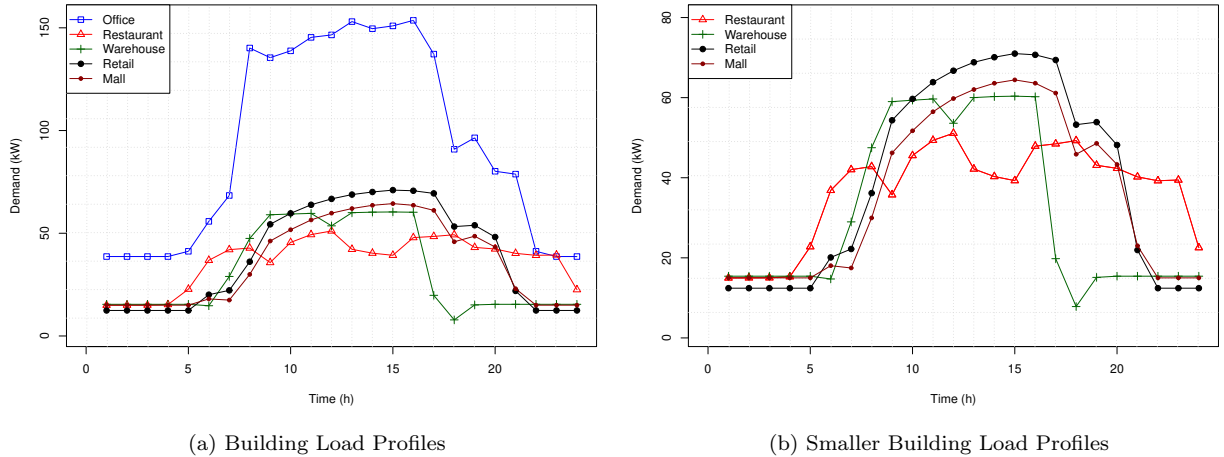 Office
Restaurant
Warehouse
Retail
Mall
150
100
50
0
Demand (kW)
0 5 10 15 20
Time (h)
(a) Building Load Profiles
Restaurant
Warehouse
Retail
Mall
80
60
40
20
0
Demand (kW)
0 5 10 15 20
Time (h)
(b) Smaller Building Load Profiles